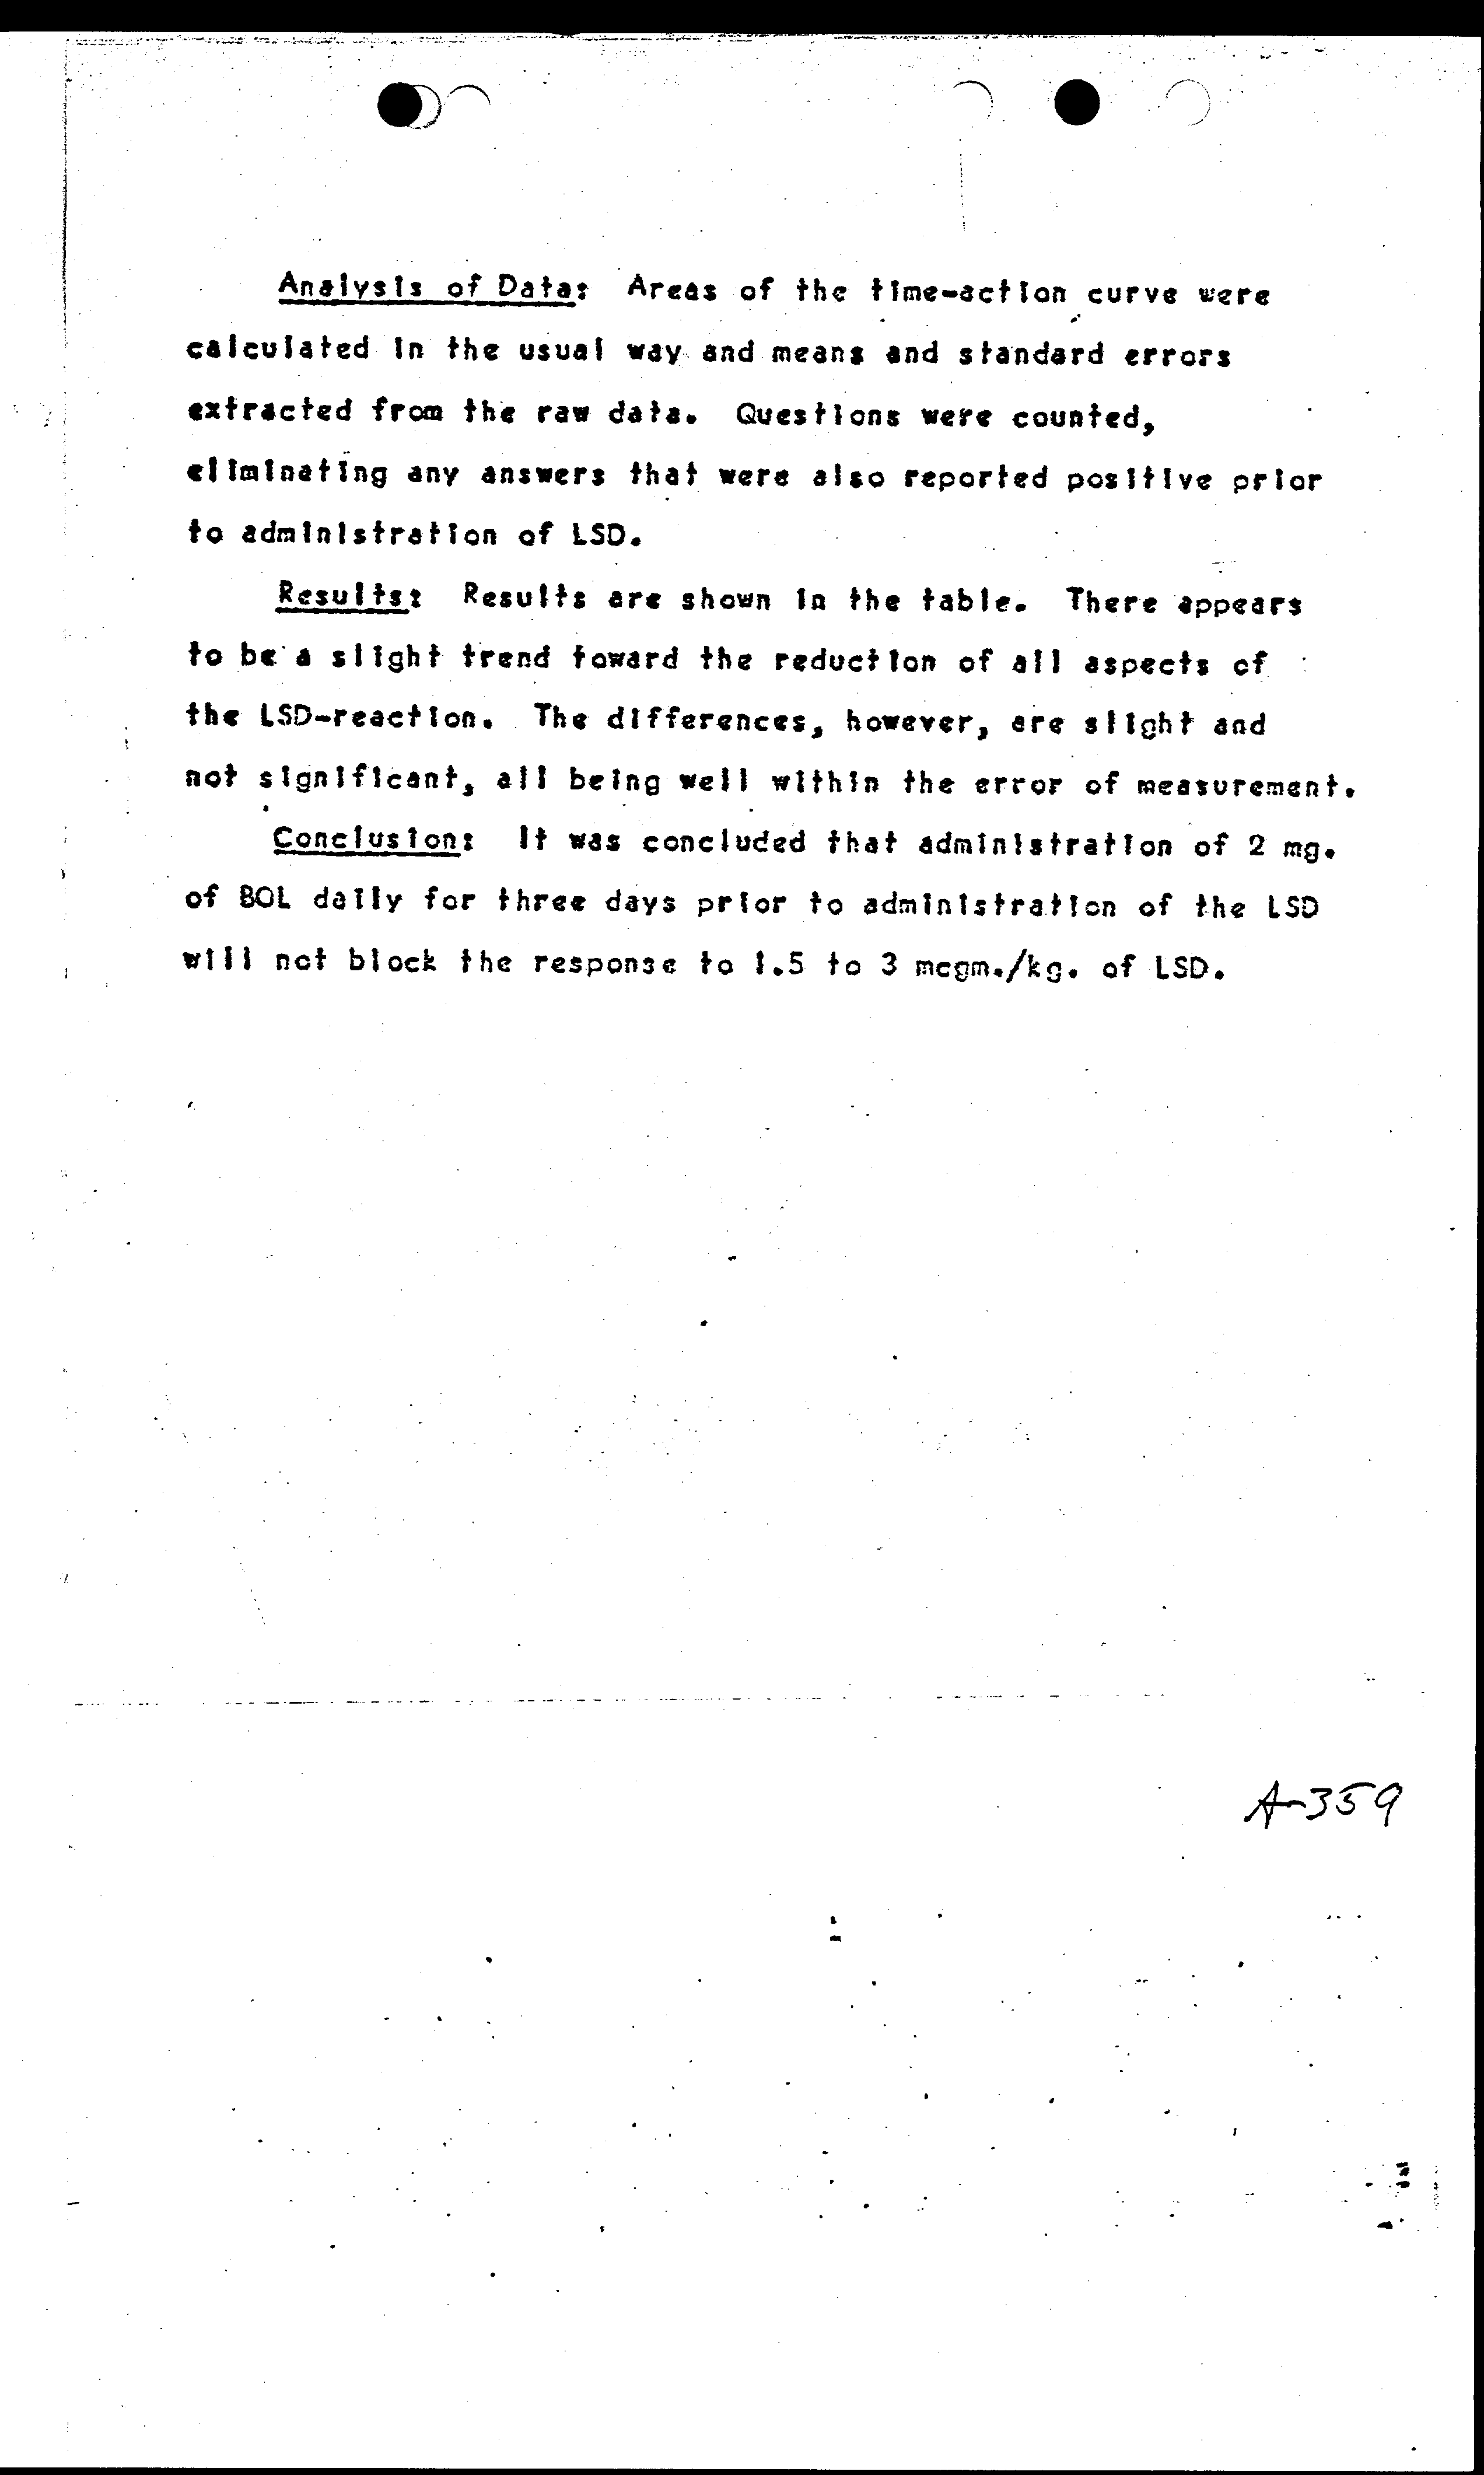 Analysis of Data: Areas of the time-action curve were
calculated in the usual way and means and standard errors
extracted from the raw data. Questions were counted,
eliminating any answers that were also reported positive prior
to administration of LSD.
Results: Results are shown in the table. There appears
to be a slight trend toward the reduction of all aspects of
the LSD-reaction. The differences, however, are slight and
not significant, all being well within the error of measurement.
Conclusion: It was concluded that administration of 2 mg.
of BOL daily for three days prior to administration of the LSD
will not block the response to 1.5 to 3 mcgm./kg. of LSD.
A-359